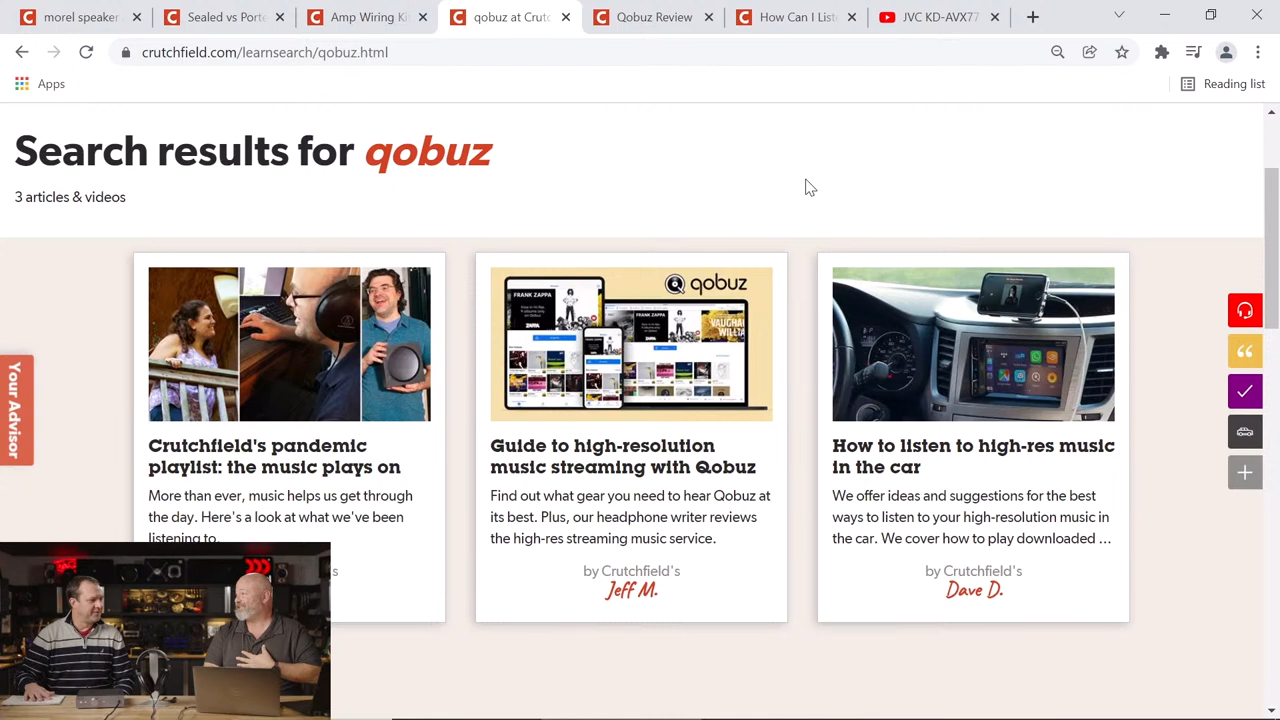 morel speaker
Sealed vs Porte
Amp Wiring Ki
qobuz at Crutc
Qobuz Review
How Can I List
JVC KD-AVX77
crutchfield.com/learnsearch/qobuz.html
Apps
Reading list
Search results for qobuz
3 articles & videos
Your Advisor
FRANK ZAPPA
qobuz
FRANK ZAPPA
ZAPPA
Crutchfield's pandemic
playlist: the music plays on
More than ever, music helps us get through
the day. Here's a look at what we've been
listening to.
Guide to high-resolution
music streaming with Qobuz
Find out what gear you need to hear Qobuz at
its best. Plus, our headphone writer reviews
the high-res streaming music service.
by Crutchfield's
Jeff M.
How to listen to high-res music
in the car
We offer ideas and suggestions for the best
ways to listen to your high-resolution music in
the car. We cover how to play downloaded ...
by Crutchfield's
Dave D.